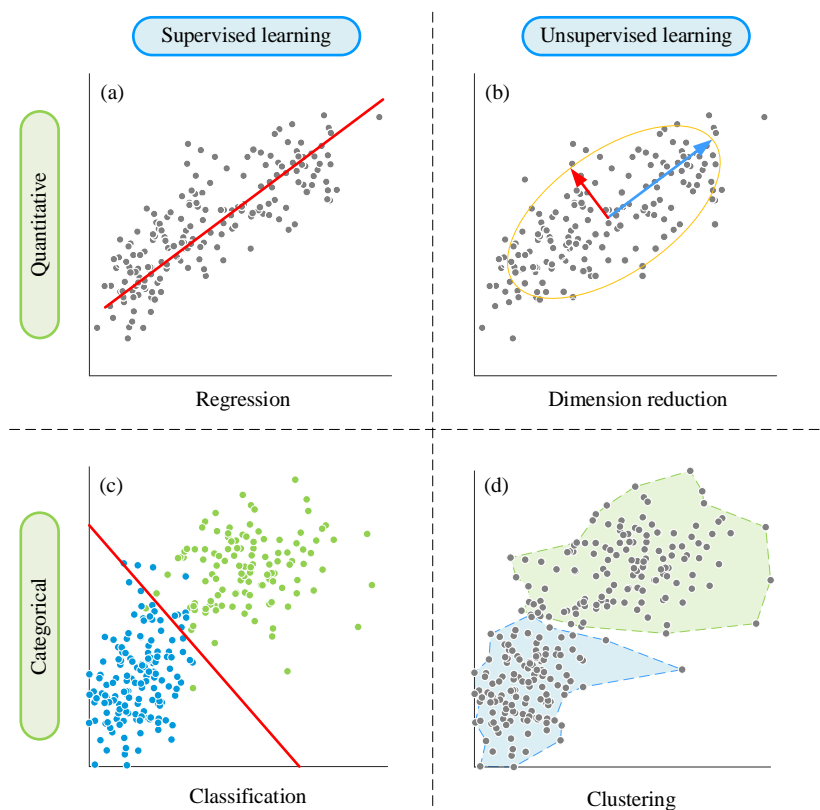 Supervised learning
Unsupervised learning
Quantitative
(a)
(b)
Regression
Dimension reduction
Categorical
(c)
(d)
Classification
Clustering